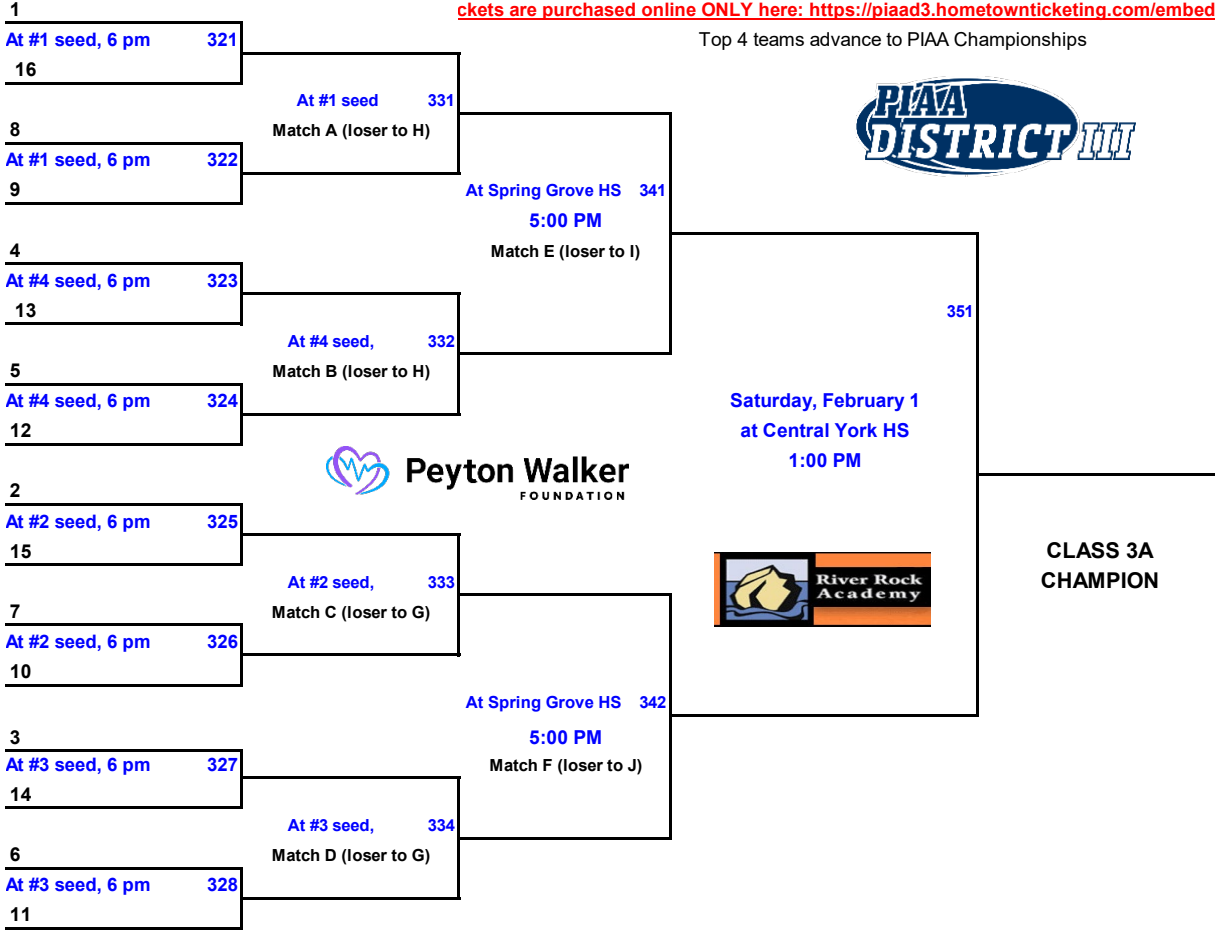 1
ckets are purchased online ONLY here: https://piaad3.hometownticketing.com/embed
At #1 seed, 6 pm 321
Top 4 teams advance to PIAA Championships
16
At #1 seed 331
PIAA
DISTRICT III
8
Match A (loser to H)
At #1 seed, 6 pm 322
9
At Spring Grove HS 341
5:00 PM
4
Match E (loser to I)
At #4 seed, 6 pm 323
13
351
At #4 seed, 332
5
Match B (loser to H)
At #4 seed, 6 pm 324
Saturday, February 1
12
at Central York HS
1:00 PM
Peyton Walker
FOUNDATION
2
At #2 seed, 6 pm 325
15
CLASS 3A
CHAMPION
At #2 seed, 333
River Rock
Academy
7
Match C (loser to G)
At #2 seed, 6 pm 326
10
At Spring Grove HS 342
3
5:00 PM
At #3 seed, 6 pm 327
Match F (loser to J)
14
At #3 seed, 334
6
Match D (loser to G)
At #3 seed, 6 pm 328
11